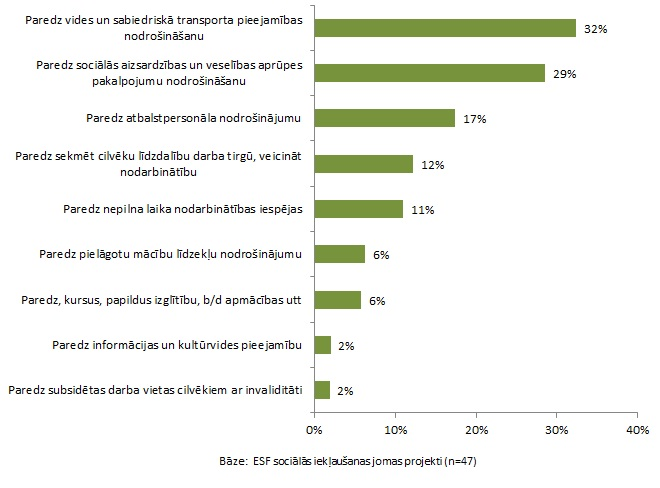 Paredz vides un sabiedriskā transporta pieejamības
nodrošināšanu
32%
Paredz sociālās aizsardzības un veselības aprūpes
pakalpojumu nodrošināšanu
29%
Paredz atbalstpersonāla nodrošinājumu
17%
Paredz sekmēt cilvēku līdzdalību darba tirgū, veicināt
nodarbinātību
12%
Paredz nepilna laika nodarbinātības iespējas
11%
Paredz pielāgotu mācību līdzekļu nodrošinājumu
6%
Paredz, kursus, papildus izglītību, b/d apmācības utt
6%
Paredz informācijas un kultūrvides pieejamību
2%
Paredz subsidētas darba vietas cilvēkiem ar invaliditāti
2%
0% 10% 20% 30% 40%
Bāze: ESF sociālās iekļaušanas jomas projekti (n=47)